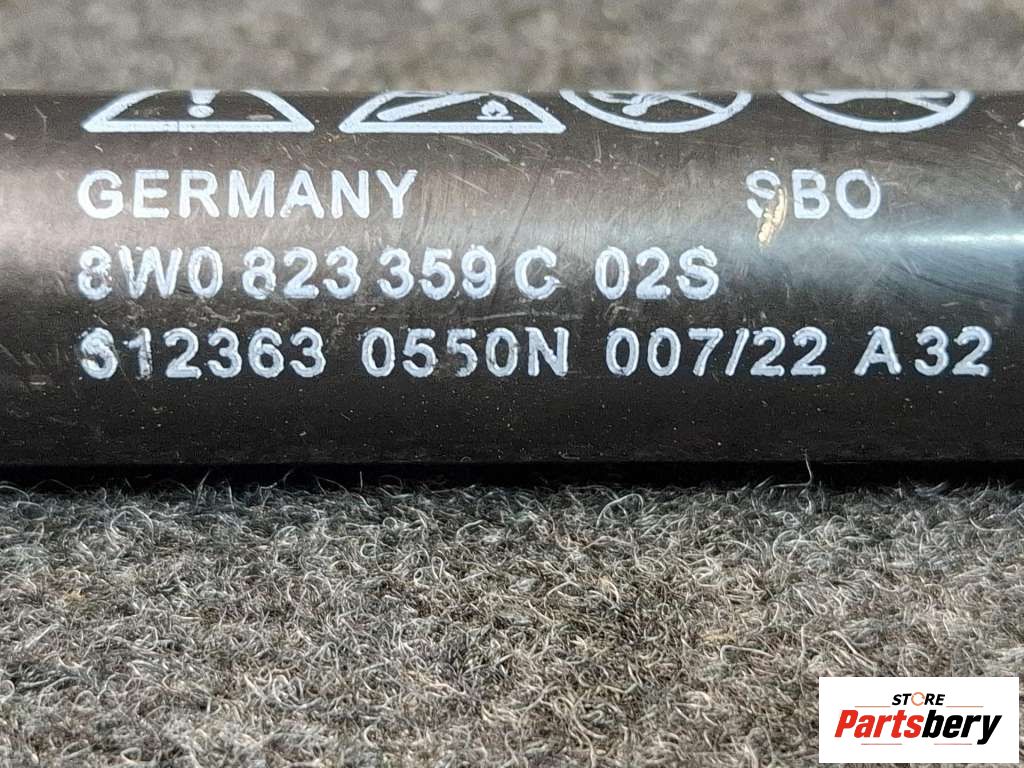 GERMANY SBO
8W0 823 359 C 02S
S12363 0550N 007/22 A32
STORE
Partsbery